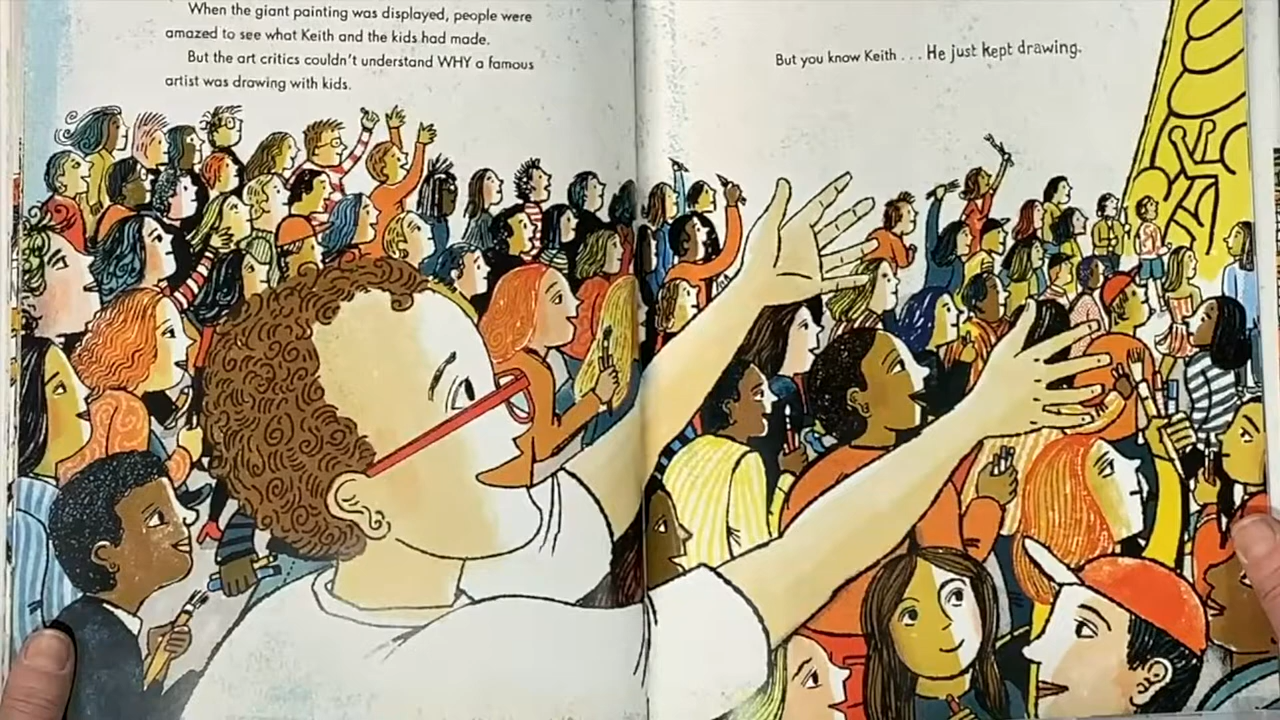 When the giant painting was displayed, people were
amazed to see what Keith and the kids had made.
But the art critics couldn't understand WHY a famous
artist was drawing with kids.
But you know Keith . . . He just kept drawing.